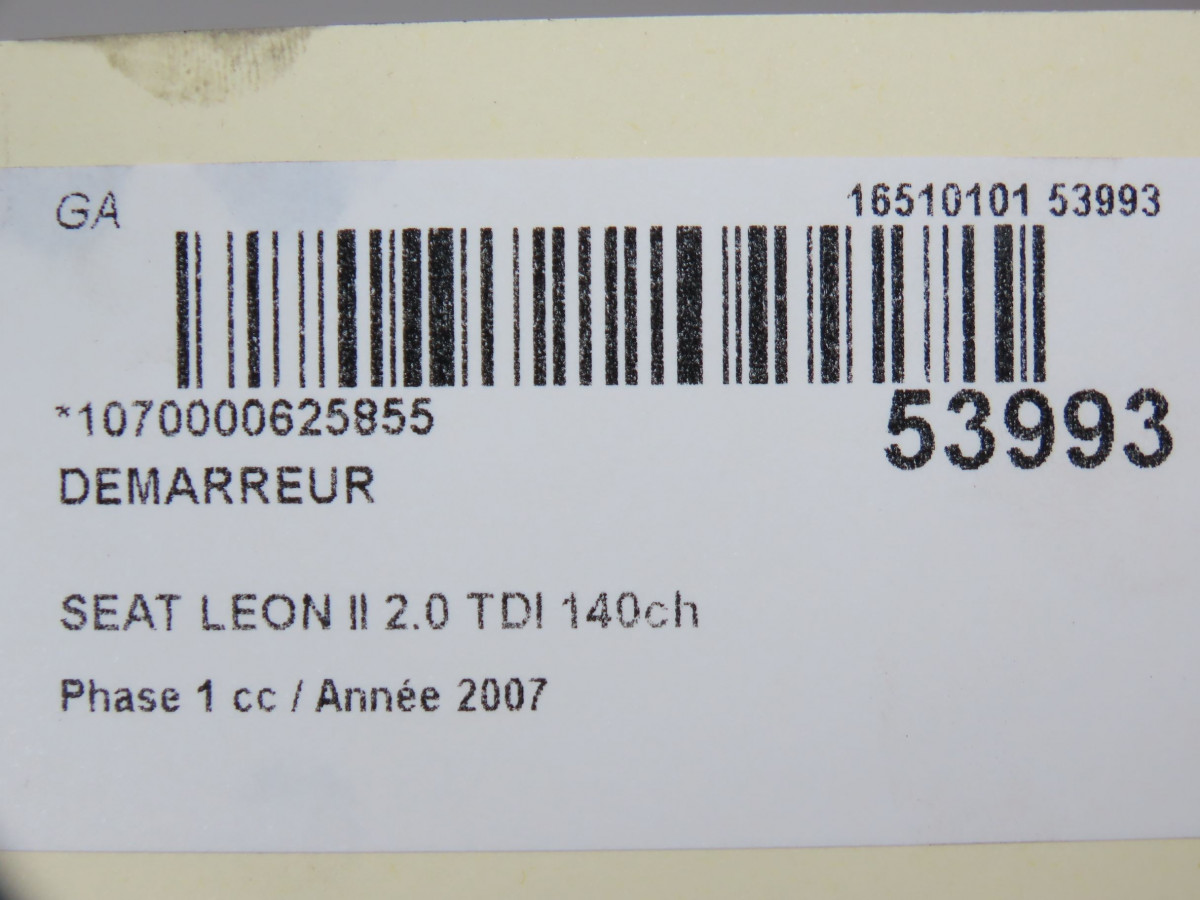 GA 16510101 53993
*1070000625855 53993
DEMARREUR
SEAT LEON II 2.0 TDI 140ch
Phase 1 cc / Année 2007